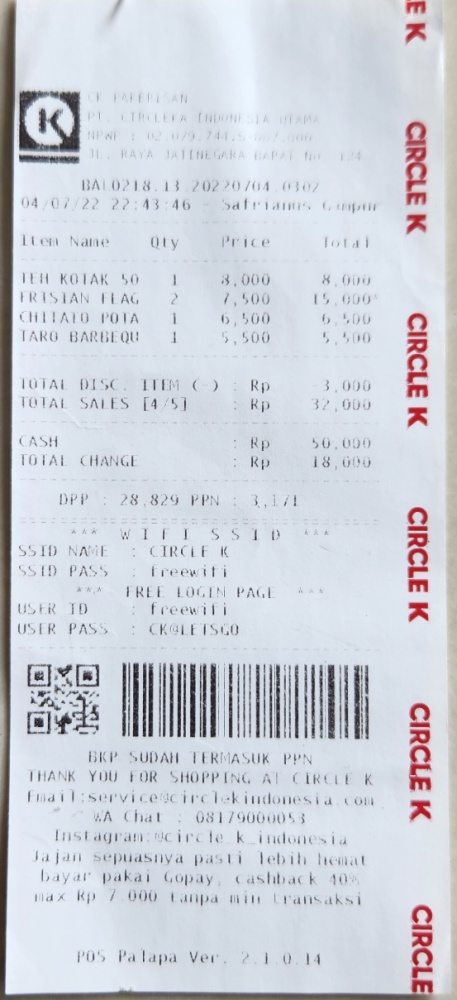 CK PAKERISAN
PT. CIRCLEKA INDONESIA UTAMA
NPWP : 02.079.744.5-807.000
JL. RAYA JATINEGARA BARAT No. 124
BAL0218.13.20220704.0302
04/07/22 22:43:46 - Safrianus
Item Name Qty Price Total
TEH KOTAK 50 1 8,000 8,000
FRISIAN FLAG 2 7,500 15,000*
CHITATO POTA 1 6,500 6,500
TARO BARBEQU 1 5,500 5,500
TOTAL DISC. ITEM (-) : Rp -3,000
TOTAL SALES [4/5] : Rp 32,000
CASH : Rp 50,000
TOTAL CHANGE : Rp 18,000
DPP : 28,829 PPN : 3,171
*** W I F I S S I D ***
SSID NAME : CIRCLE K
SSID PASS : freewifi
*** FREE LOGIN PAGE ***
USER ID : freewifi
USER PASS : CK@LETSGO
BKP SUDAH TERMASUK PPN
THANK YOU FOR SHOPPING AT CIRCLE K
Email:service@circlekindonesia.com
WA Chat : 08179000053
Instagram:@circle_k_indonesia
Jajan sepuasnya pasti lebih hemat
bayar pakai Gopay, cashback 40%
max Rp 7.000 tanpa min transaksi
POS Palapa Ver. 2.1.0.14
LE K
CIRCLE K
CIRCLE K
CIRCLE K
CIRCLE K
CIRCLE